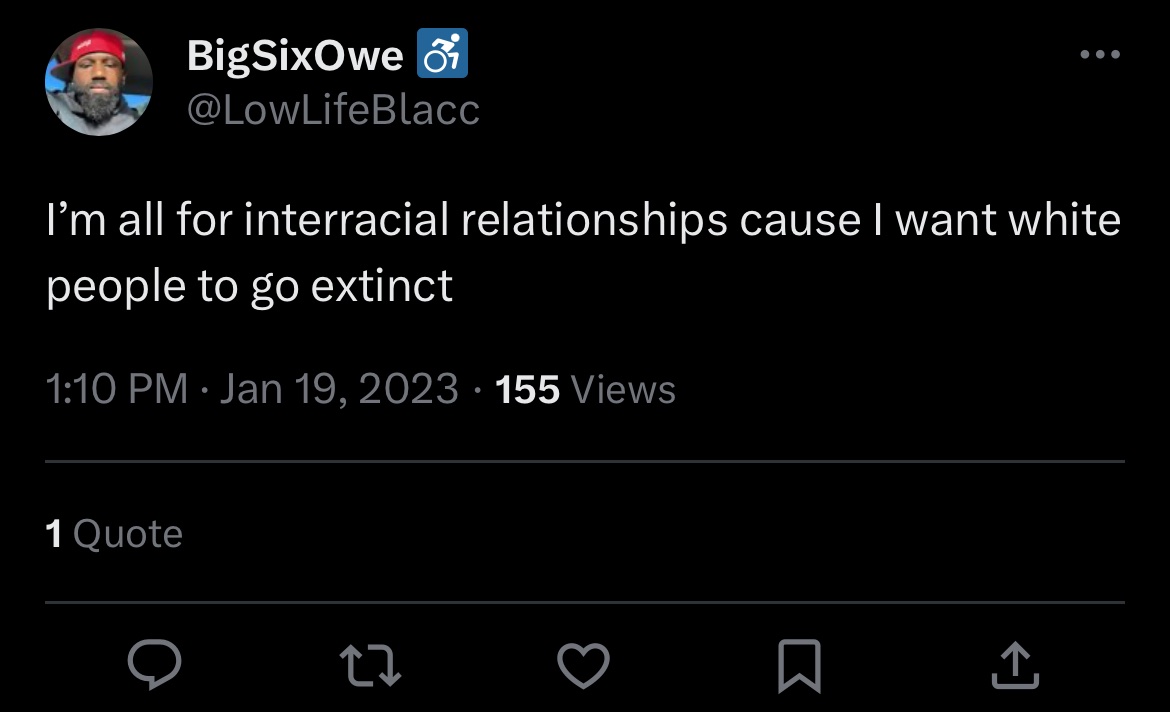 BigSixOwe ♿
@LowLifeBlacc
I’m all for interracial relationships cause I want white
people to go extinct
1:10 PM · Jan 19, 2023 · 155 Views
1 Quote